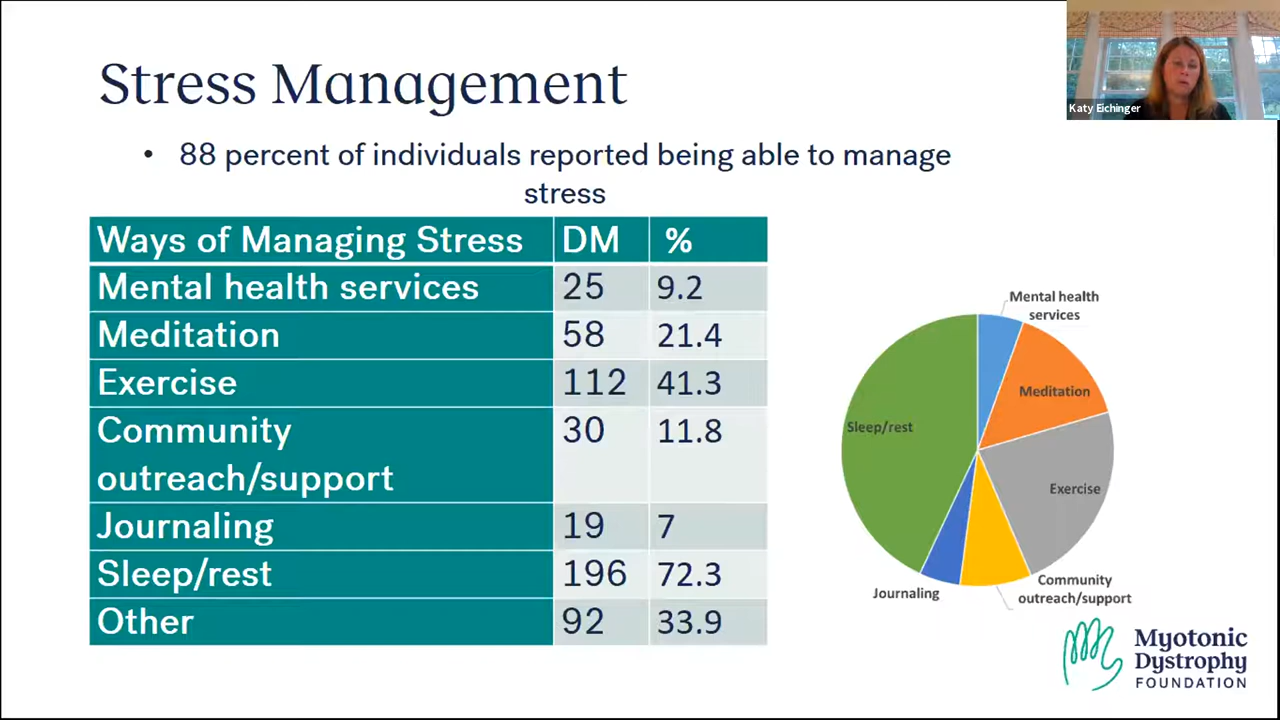 Stress Management
Katy Eichinger
• 88 percent of individuals reported being able to manage
stress
Ways of Managing Stress DM %
Mental health services 25 9.2
Meditation 58 21.4
Exercise 112 41.3
Community 30 11.8
outreach/support
Journaling 19 7
Sleep/rest 196 72.3
Other 92 33.9
Mental health
services
Meditation
Sleep/rest
Exercise
Community
outreach/support
Journaling
Myotonic
Dystrophy
FOUNDATION